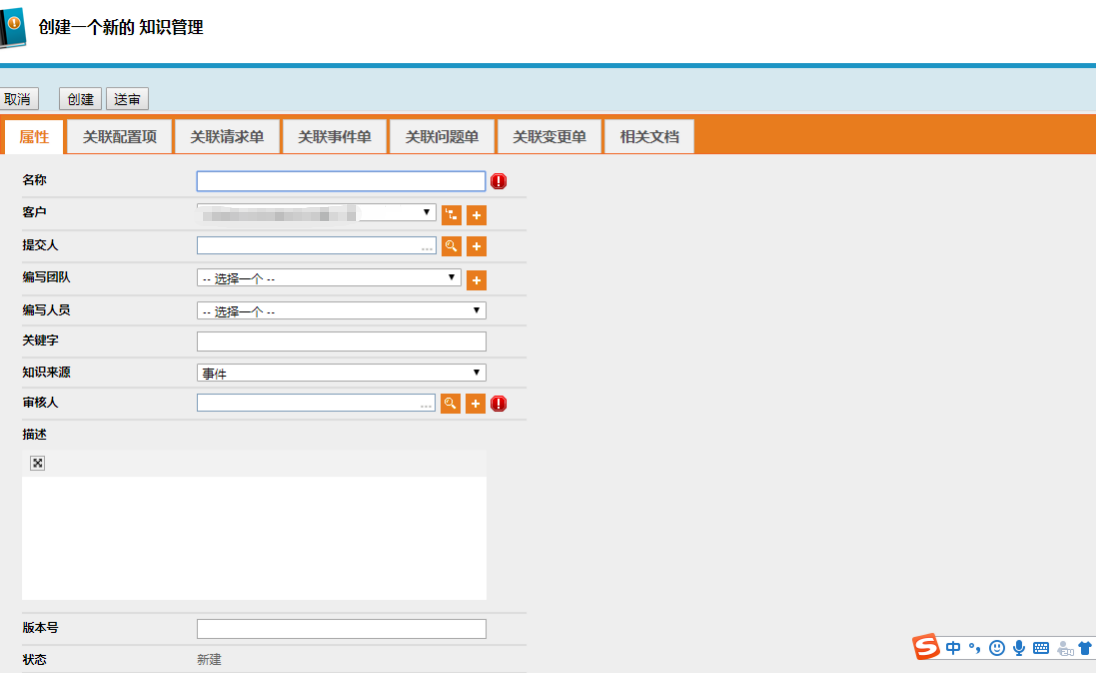 创建一个新的 知识管理
取消 创建 送审
属性 关联配置项 关联请求单 关联事件单 关联问题单 关联变更单 相关文档
名称
客户
提交人 ...
编写团队 -- 选择一个 --
编写人员 -- 选择一个 --
关键字
知识来源 事件
审核人 ...
描述
版本号
状态 新建
中